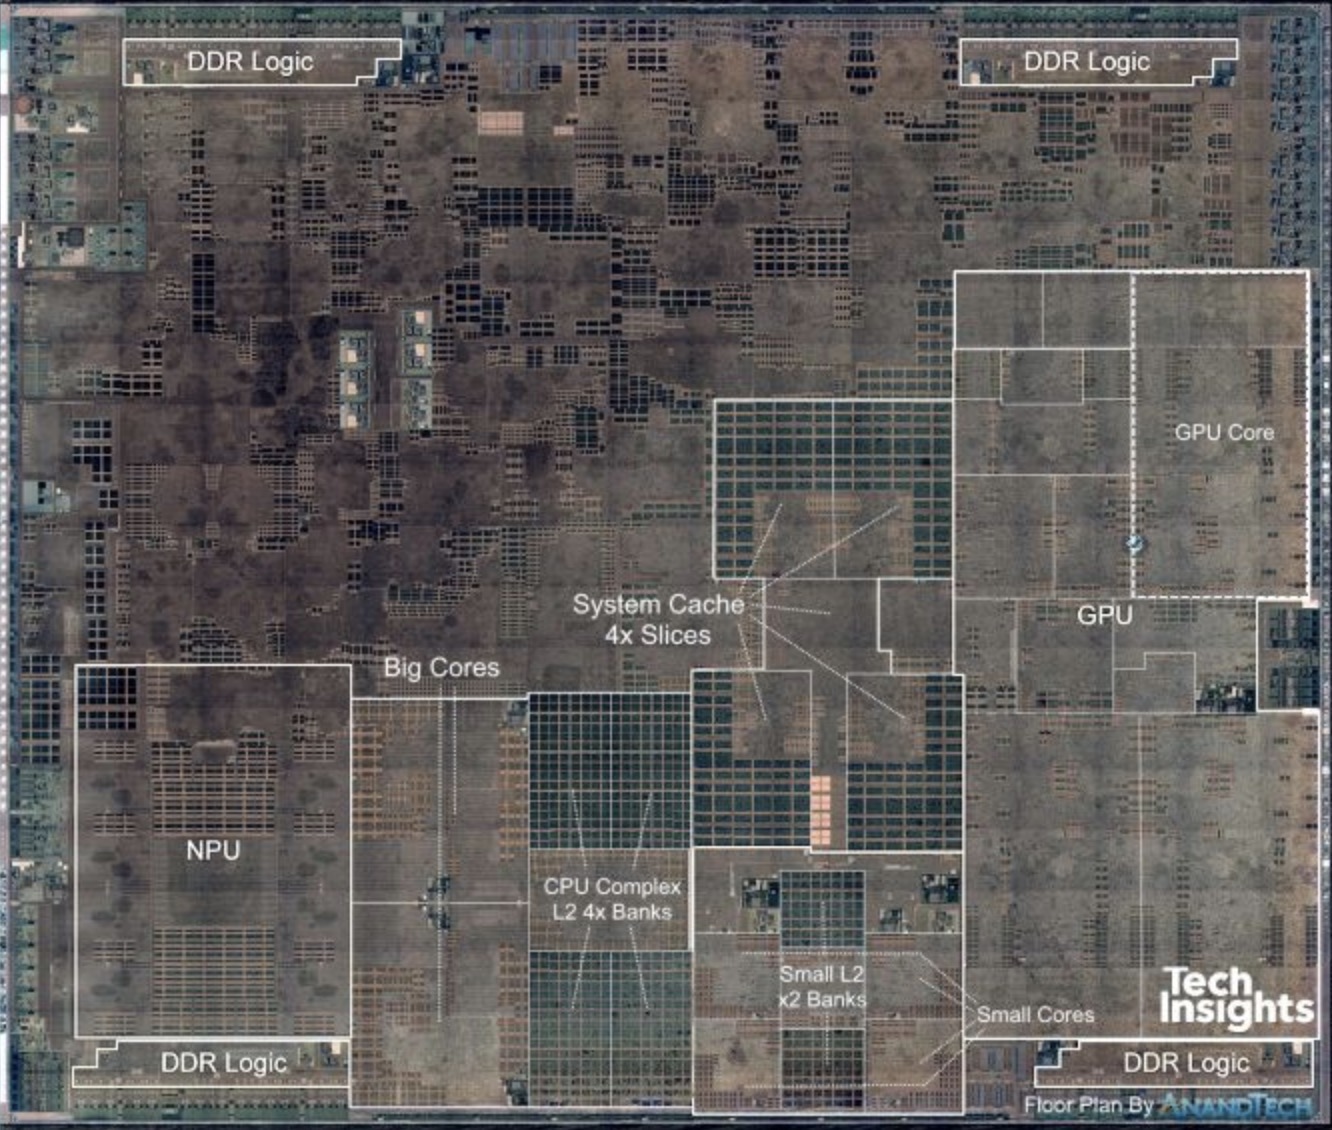 DDR Logic
DDR Logic
GPU Core
System Cache
4x Slices
GPU
Big Cores
NPU
CPU Complex
L2 4x Banks
Small L2
x2 Banks
Small Cores
Tech
Insights
DDR Logic
DDR Logic
Floor Plan By ANANDTECH